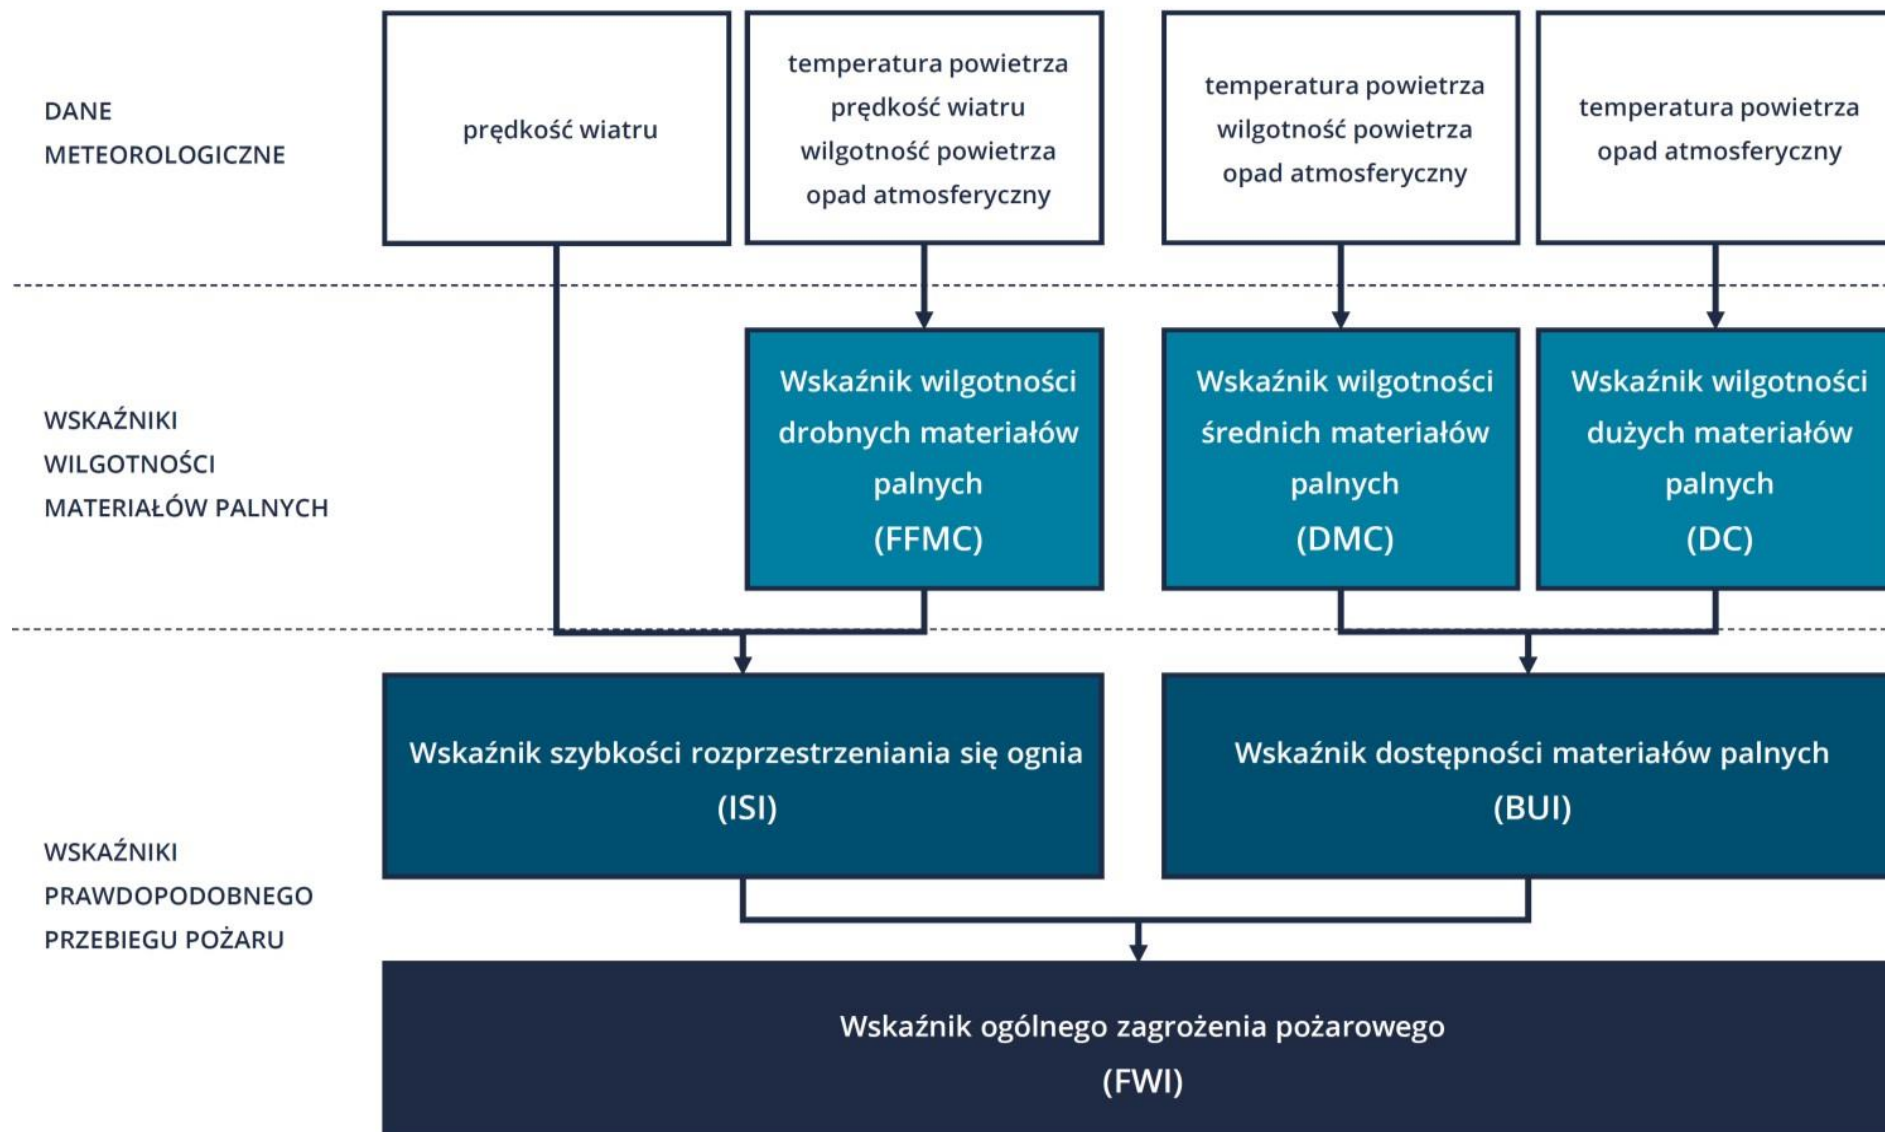 DANE
METEOROLOGICZNE
prędkość wiatru
temperatura powietrza
prędkość wiatru
wilgotność powietrza
opad atmosferyczny
temperatura powietrza
wilgotność powietrza
opad atmosferyczny
temperatura powietrza
opad atmosferyczny
WSKAŹNIKI
WILGOTNOŚCI
MATERIAŁÓW PALNYCH
Wskaźnik wilgotności
drobnych materiałów
palnych
(FFMC)
Wskaźnik wilgotności
średnich materiałów
palnych
(DMC)
Wskaźnik wilgotności
dużych materiałów
palnych
(DC)
WSKAŹNIKI
PRAWDOPODOBNEGO
PRZEBIEGU POŻARU
Wskaźnik szybkości rozprzestrzeniania się ognia
(ISI)
Wskaźnik dostępności materiałów palnych
(BUI)
Wskaźnik ogólnego zagrożenia pożarowego
(FWI)